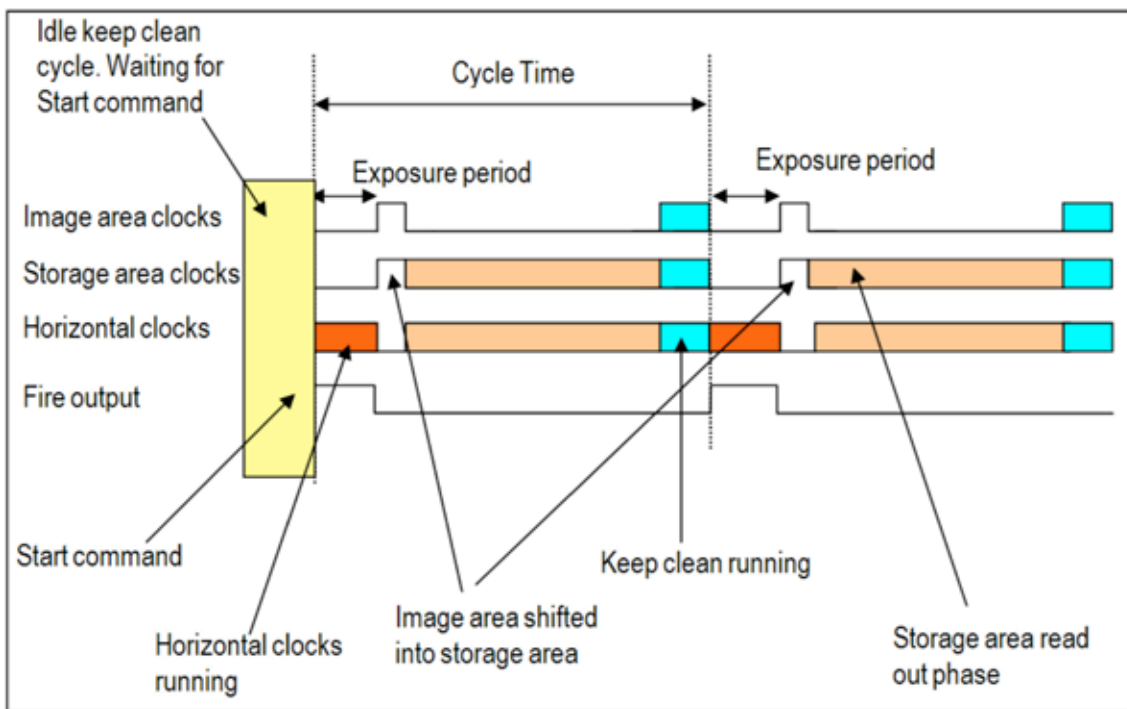 Idle keep clean
cycle. Waiting for
Start command
Cycle Time
Exposure period
Exposure period
Image area clocks
Storage area clocks
Horizontal clocks
Fire output
Start command
Keep clean running
Horizontal clocks
running
Image area shifted
into storage area
Storage area read
out phase